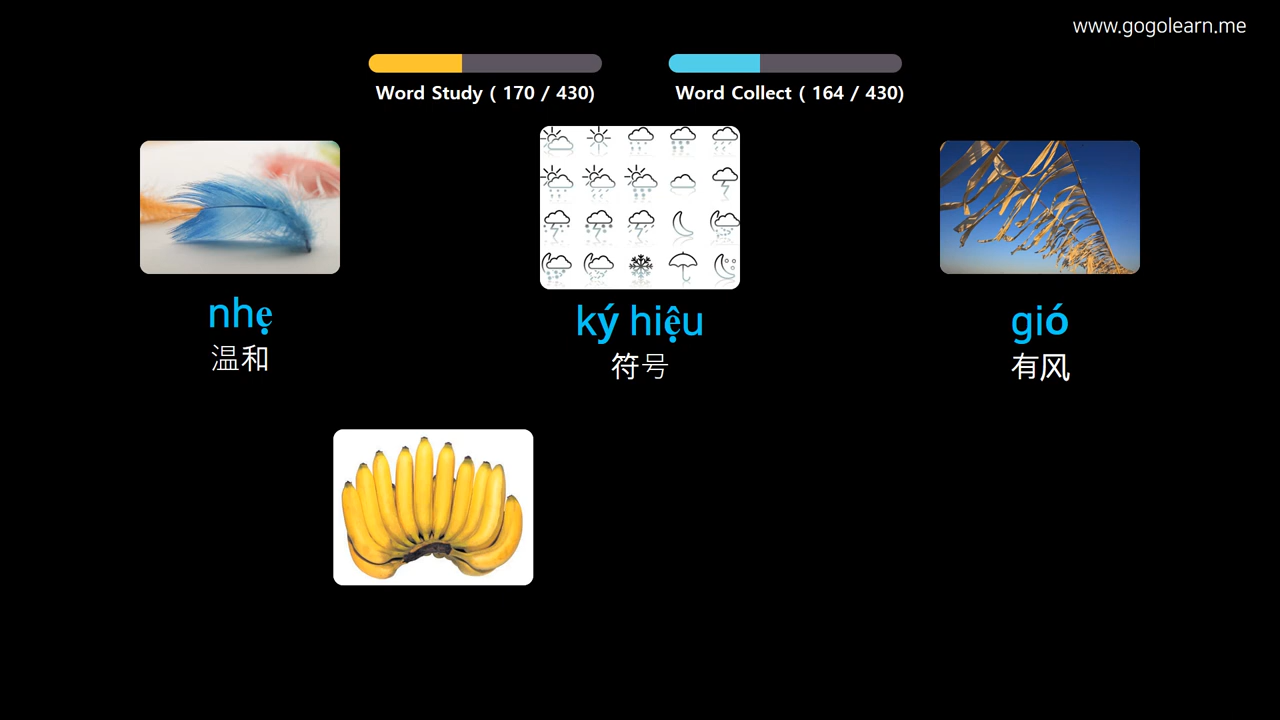 www.gogolearn.me
Word Study ( 170 / 430)
Word Collect ( 164 / 430)
nhẹ
温和
ký hiệu
符号
gió
有风